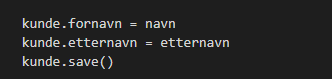 kunde.fornavn = navn
kunde.etternavn = etternavn
kunde.save()